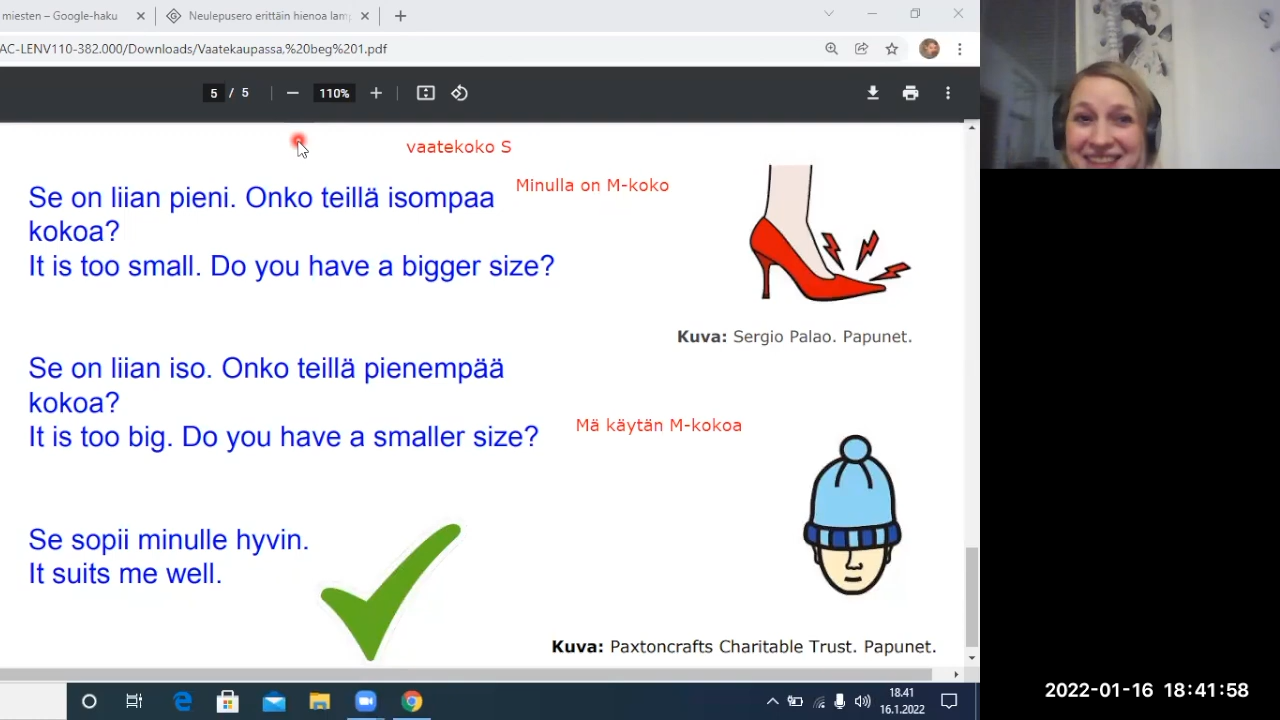 miesten – Google-haku
Neulepusero erittäin hienoa lam
AC-LENV110-382.000/Downloads/Vaatekaupassa,%20beg%201.pdf
5 / 5
110%
vaatekoko S
Minulla on M-koko
Se on liian pieni. Onko teillä isompaa
kokoa?
It is too small. Do you have a bigger size?
Kuva: Sergio Palao. Papunet.
Se on liian iso. Onko teillä pienempää
kokoa?
It is too big. Do you have a smaller size?
Mä käytän M-kokoa
Se sopii minulle hyvin.
It suits me well.
Kuva: Paxtoncrafts Charitable Trust. Papunet.
18.41
16.1.2022
2022-01-16 18:41:58